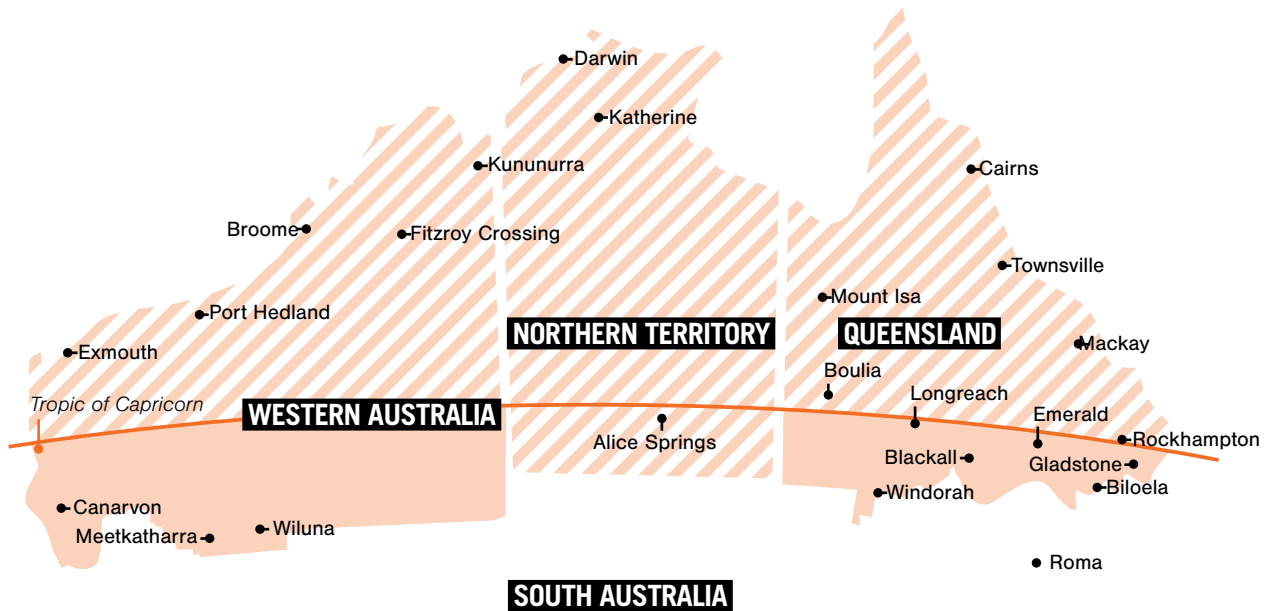 Darwin
Katherine
Kununurra
Cairns
Broome
Fitzroy Crossing
Townsville
Mount Isa
Port Hedland
NORTHERN TERRITORY
QUEENSLAND
Mackay
Exmouth
Boulia
Longreach
Tropic of Capricorn
WESTERN AUSTRALIA
Emerald
Alice Springs
Rockhampton
Blackall
Gladstone
Windorah
Biloela
Canarvon
Meetkatharra
Wiluna
Roma
SOUTH AUSTRALIA